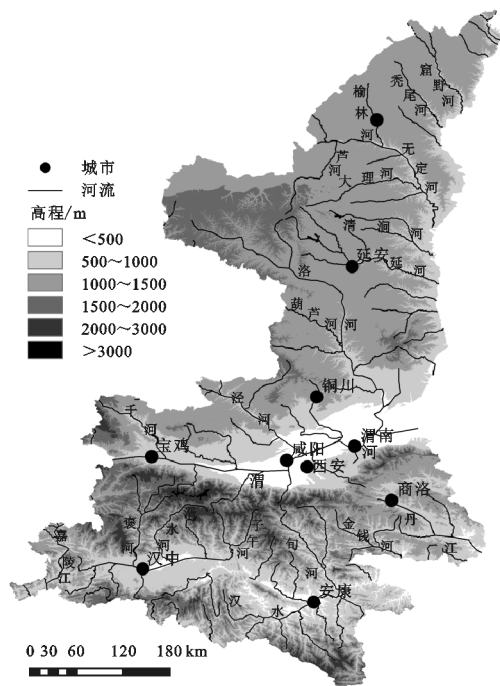 窟野河
秃尾河
榆林河
无定河
芦河
大理河
清涧河
延安
延河
洛河
葫芦河
城市
河流
高程/m
<500
500～1000
1000～1500
1500～2000
2000～3000
>3000
铜川
泾河
千河
宝鸡
咸阳
渭南
西安
渭河
商洛
丹江
金钱河
嘉陵江
褒河
汉中
子午河
旬河
汉水
安康
0 30 60 120 180 km